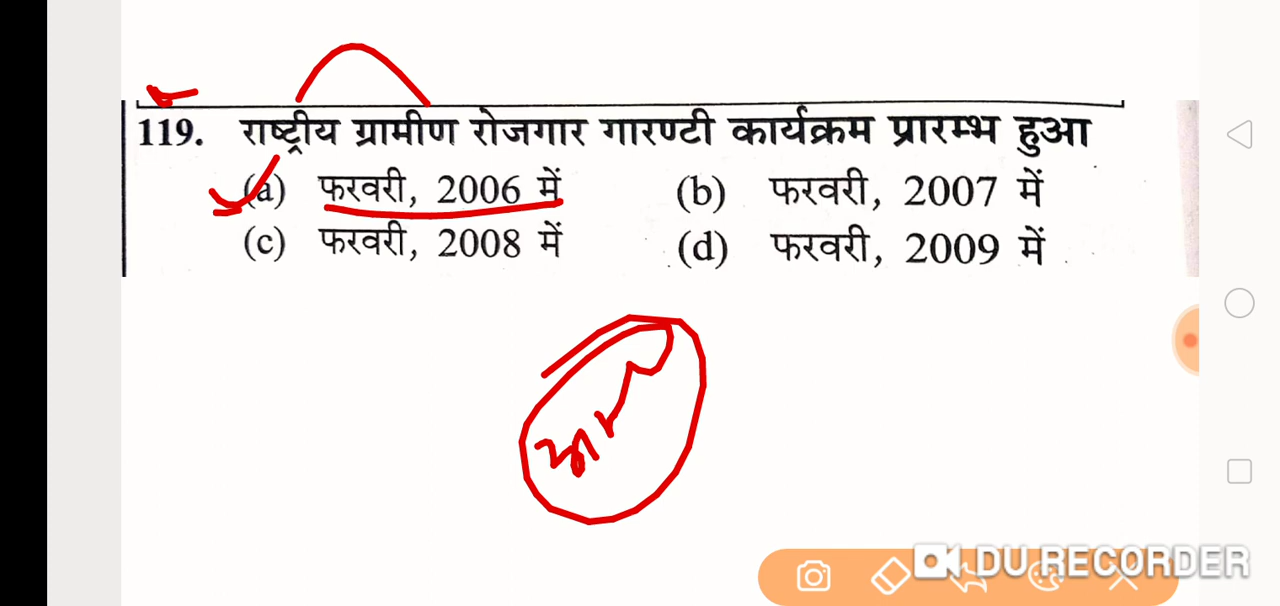 119. राष्ट्रीय ग्रामीण रोजगार गारण्टी कार्यक्रम प्रारम्भ हुआ
(a) फरवरी, 2006 में (b) फरवरी, 2007 में
(c) फरवरी, 2008 में (d) फरवरी, 2009 में
DU RECORDER